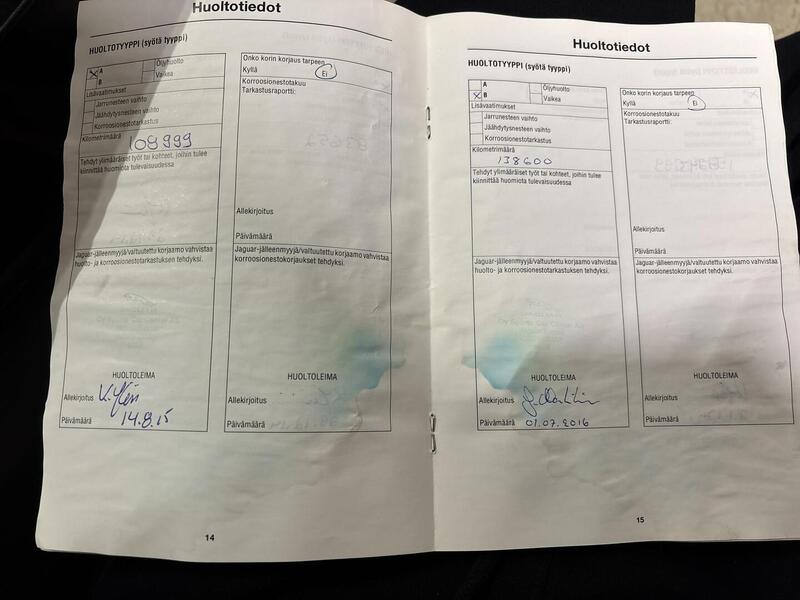 Huoltotiedot
HUOLTOTYYPPI (syötä tyyppi)
A
B
Öljyhuolto
Vaikea
Lisävaatimukset
Jarrunesteen vaihto
Jäähdytysnesteen vaihto
Korroosionestotarkastus
Kilometrimäärä
108999
Tehdyt ylimääräiset työt tai kohteet, joihin tulee
kiinnittää huomiota tulevaisuudessa
Jaguar-jälleenmyyjä/valtuutettu korjaamo vahvistaa
huolto- ja korroosionestotarkastuksen tehdyksi.
HUOLTOLEIMA
Allekirjoitus
Päivämäärä 14.8.15
Onko korin korjaus tarpeen
Kyllä Ei
Korroosionestotakuu
Tarkastusraportti:
Allekirjoitus
Päivämäärä
Jaguar-jälleenmyyjä/valtuutettu korjaamo vahvistaa
korroosionestokorjaukset tehdyksi.
HUOLTOLEIMA
Allekirjoitus
Päivämäärä
14
Huoltotiedot
HUOLTOTYYPPI (syötä tyyppi)
A
B
Öljyhuolto
Vaikea
Lisävaatimukset
Jarrunesteen vaihto
Jäähdytysnesteen vaihto
Korroosionestotarkastus
Kilometrimäärä
138600
Tehdyt ylimääräiset työt tai kohteet, joihin tulee
kiinnittää huomiota tulevaisuudessa
Jaguar-jälleenmyyjä/valtuutettu korjaamo vahvistaa
huolto- ja korroosionestotarkastuksen tehdyksi.
HUOLTOLEIMA
Allekirjoitus
Päivämäärä 01.07.2016
Onko korin korjaus tarpeen
Kyllä Ei
Korroosionestotakuu
Tarkastusraportti:
Allekirjoitus
Päivämäärä
Jaguar-jälleenmyyjä/valtuutettu korjaamo vahvistaa
korroosionestokorjaukset tehdyksi.
HUOLTOLEIMA
Allekirjoitus
Päivämäärä
15